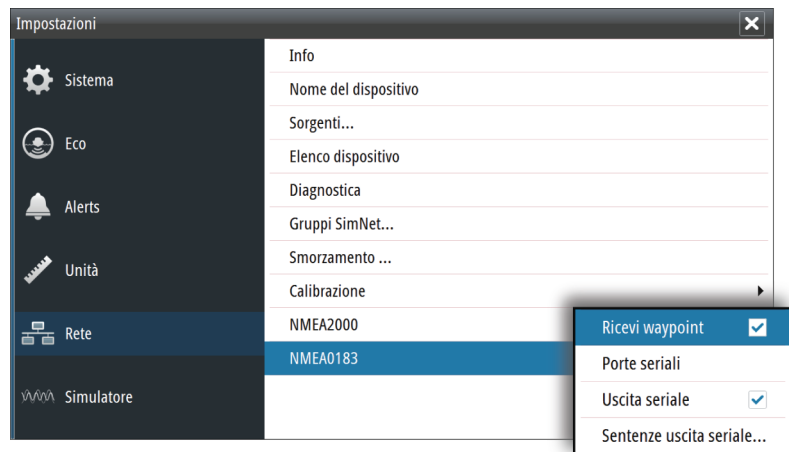 Impostazioni
Sistema
Eco
Alerts
Unità
Rete
Simulatore
Info
Nome del dispositivo
Sorgenti...
Elenco dispositivo
Diagnostica
Gruppi SimNet...
Smorzamento ...
Calibrazione
NMEA2000
NMEA0183
Ricevi waypoint
Porte seriali
Uscita seriale
Sentenze uscita seriale...